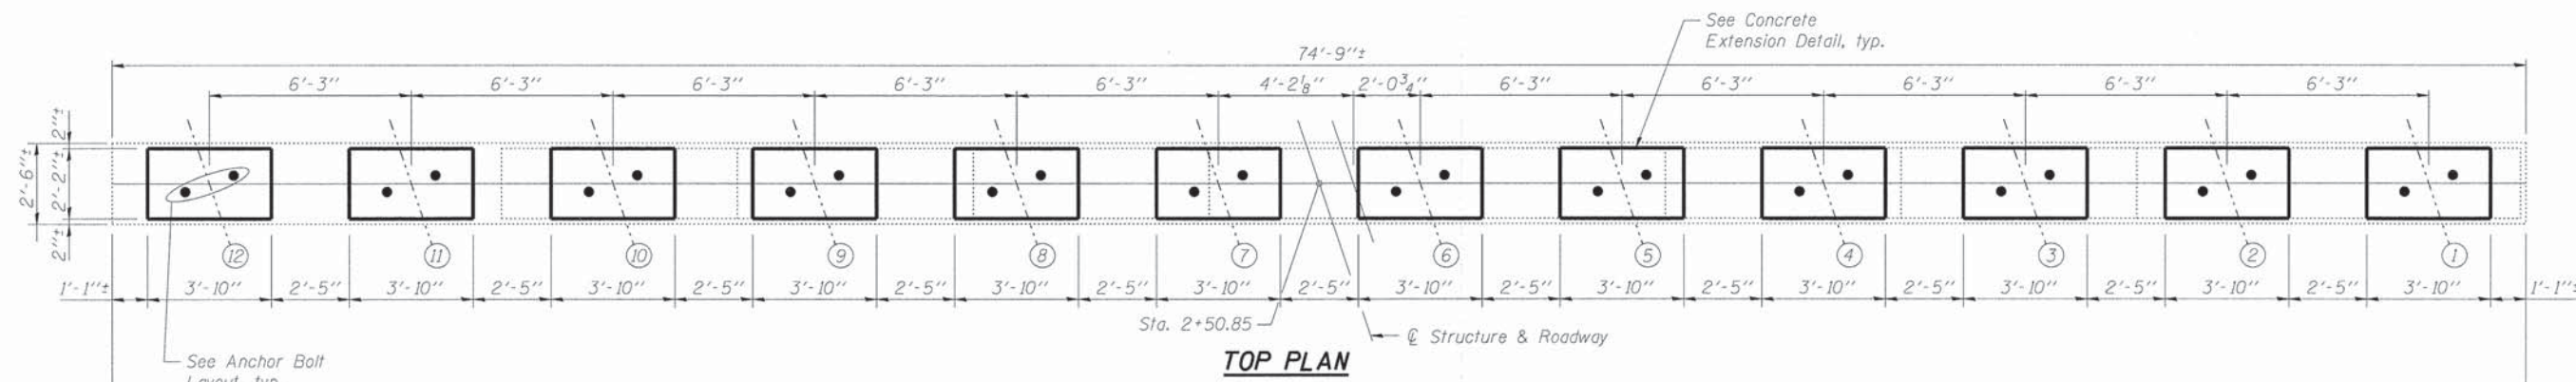 See Concrete
Extension Detail, typ.
74'-9"±
6'-3" 6'-3" 6'-3" 6'-3" 6'-3" 4'-2⅛" 2'-0¾" 6'-3" 6'-3" 6'-3" 6'-3" 6'-3"
2"±
2'-6"±
2'-2"±
2"±
12 11 10 9 8 7 6 5 4 3 2 1
1'-1"± 3'-10" 2'-5" 3'-10" 2'-5" 3'-10" 2'-5" 3'-10" 2'-5" 3'-10" 2'-5" 3'-10" 2'-5" 3'-10" 2'-5" 3'-10" 2'-5" 3'-10" 2'-5" 3'-10" 2'-5" 3'-10" 2'-5" 3'-10" 1'-1"±
Sta. 2+50.85
℄ Structure & Roadway
See Anchor Bolt
Layout, typ.
TOP PLAN